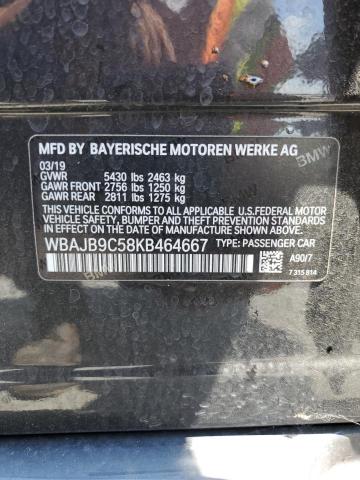 MFD BY BAYERISCHE MOTOREN WERKE AG
03/19
GVWR 5430 lbs 2463 kg
GAWR FRONT 2756 lbs 1250 kg
GAWR REAR 2811 lbs 1275 kg
THIS VEHICLE CONFORMS TO ALL APPLICABLE U.S.FEDERAL MOTOR
VEHICLE SAFETY, BUMPER AND THEFT PREVENTION STANDARDS
IN EFFECT ON THE DATE OF MANUFACTURE SHOWN ABOVE.
WBAJB9C58KB464667 TYPE: PASSENGER CAR
A90/7
7 315 814
BMW
BMW